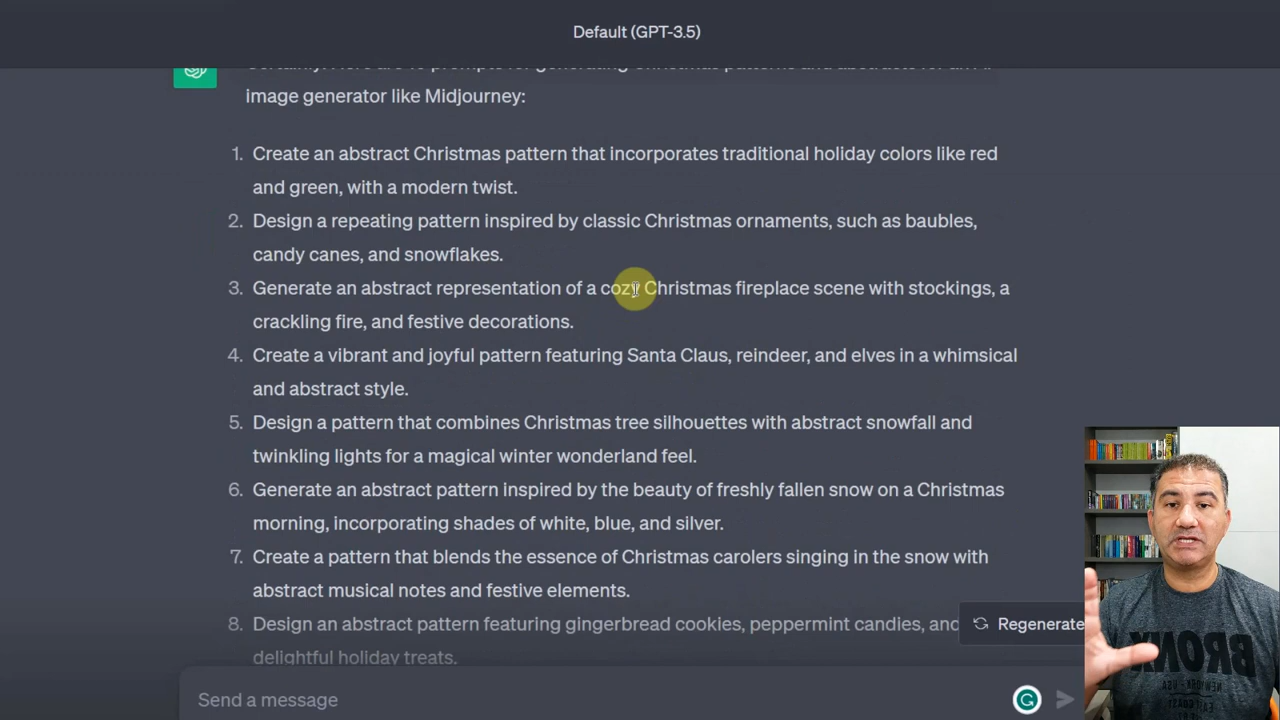 Default (GPT-3.5)
image generator like Midjourney:
1. Create an abstract Christmas pattern that incorporates traditional holiday colors like red
and green, with a modern twist.
2. Design a repeating pattern inspired by classic Christmas ornaments, such as baubles,
candy canes, and snowflakes.
3. Generate an abstract representation of a cozy Christmas fireplace scene with stockings, a
crackling fire, and festive decorations.
4. Create a vibrant and joyful pattern featuring Santa Claus, reindeer, and elves in a whimsical
and abstract style.
5. Design a pattern that combines Christmas tree silhouettes with abstract snowfall and
twinkling lights for a magical winter wonderland feel.
6. Generate an abstract pattern inspired by the beauty of freshly fallen snow on a Christmas
morning, incorporating shades of white, blue, and silver.
7. Create a pattern that blends the essence of Christmas carolers singing in the snow with
abstract musical notes and festive elements.
8. Design an abstract pattern featuring gingerbread cookies, peppermint candies, and
delightful holiday treats.
Regenerate
Send a message
BRONX